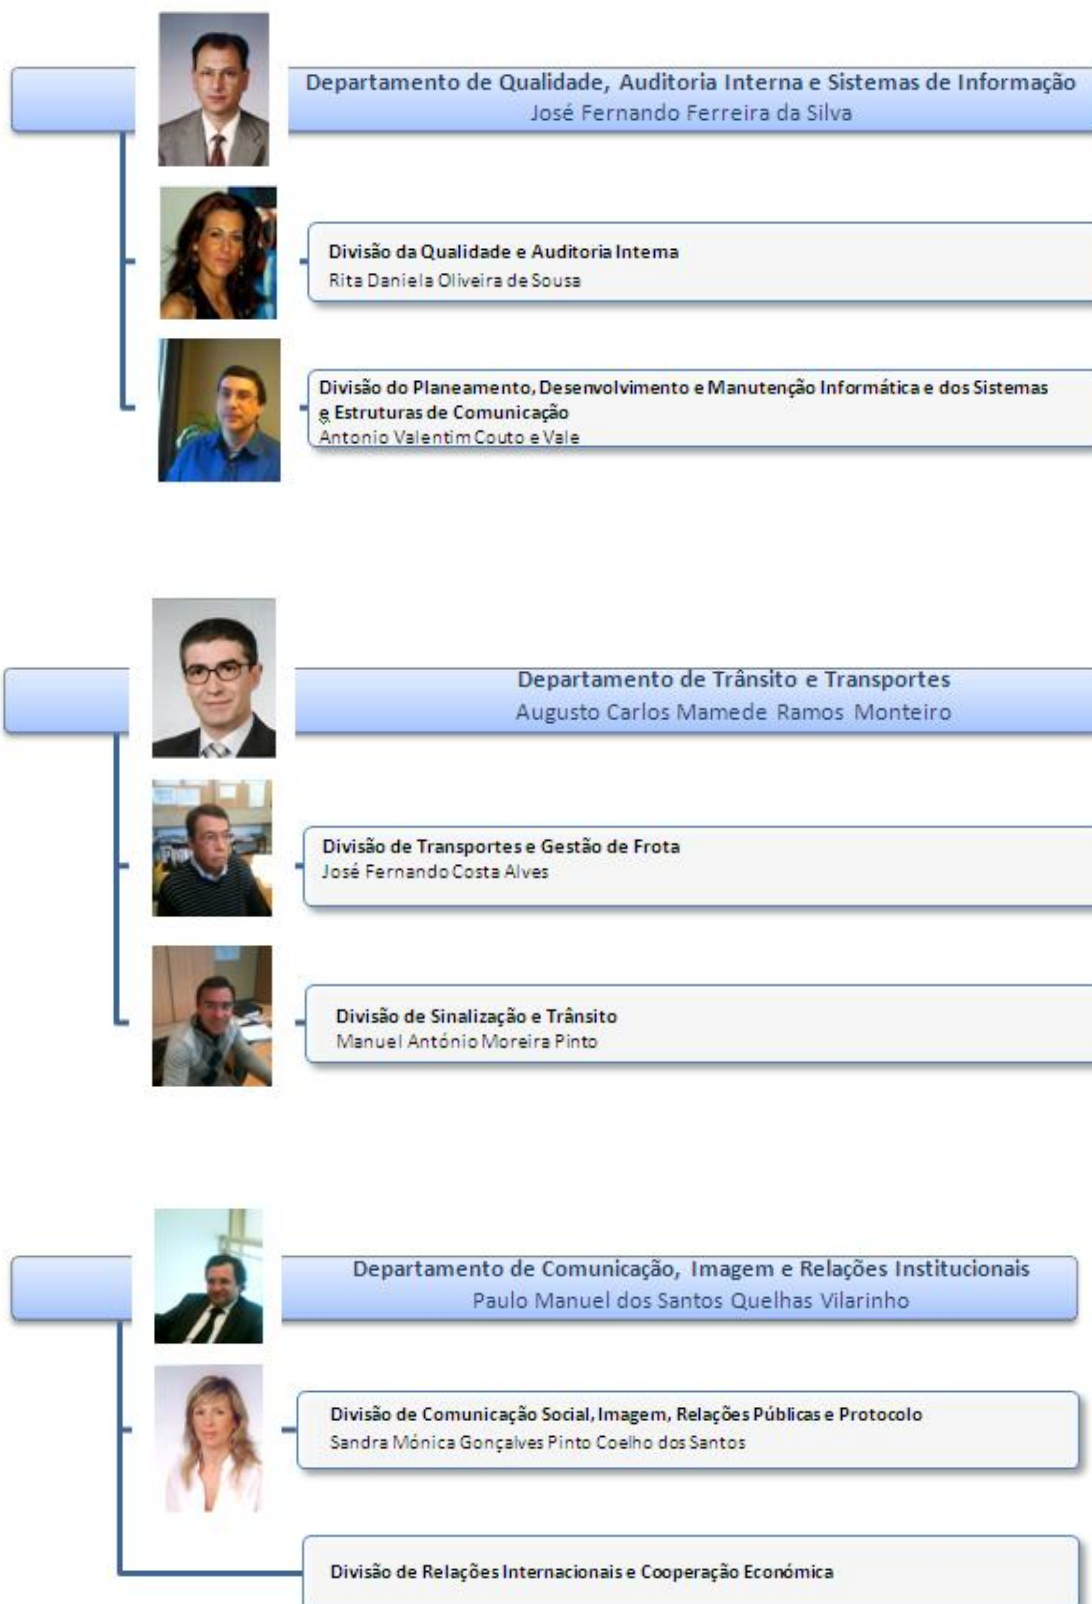 Departamento de Qualidade, Auditoria Interna e Sistemas de Informação
José Fernando Ferreira da Silva
Divisão da Qualidade e Auditoria Interna
Rita Daniela Oliveira de Sousa
Divisão do Planeamento, Desenvolvimento e Manutenção Informática e dos Sistemas
e Estruturas de Comunicação
Antonio Valentim Couto e Vale
Departamento de Trânsito e Transportes
Augusto Carlos Mamede Ramos Monteiro
Divisão de Transportes e Gestão de Frota
José Fernando Costa Alves
Divisão de Sinalização e Trânsito
Manuel António Moreira Pinto
Departamento de Comunicação, Imagem e Relações Institucionais
Paulo Manuel dos Santos Quelhas Vilarinho
Divisão de Comunicação Social, Imagem, Relações Públicas e Protocolo
Sandra Mónica Gonçalves Pinto Coelho dos Santos
Divisão de Relações Internacionais e Cooperação Económica